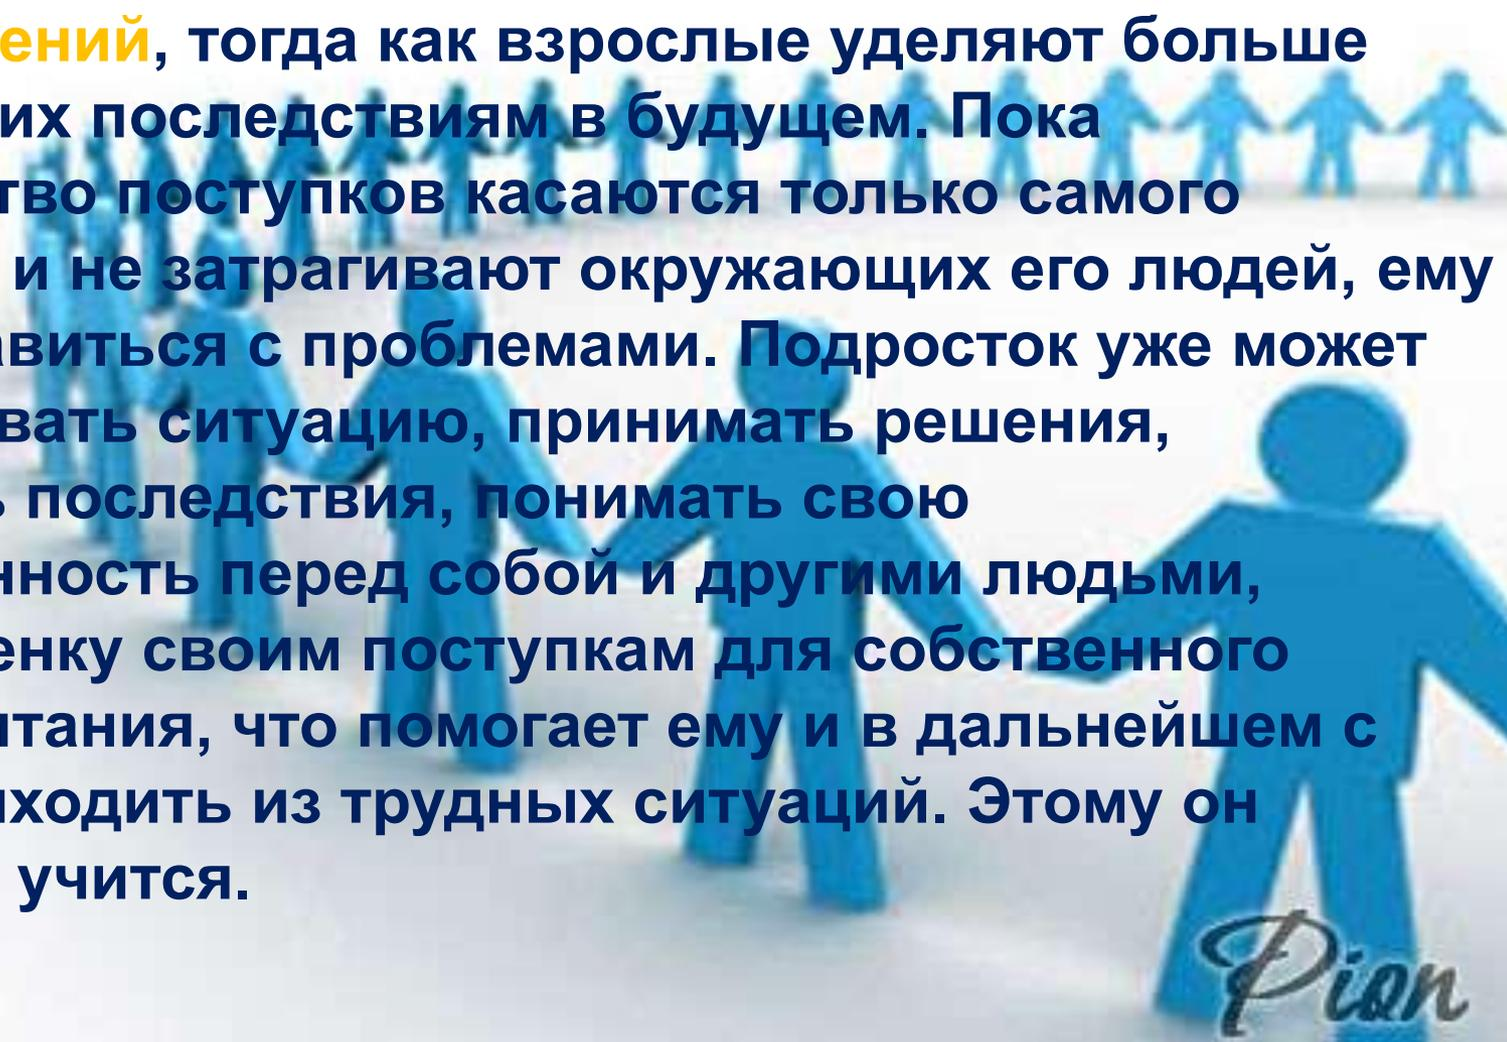 ений, тогда как взрослые уделяют больше
их последствиям в будущем. Пока
тво поступков касаются только самого
и не затрагивают окружающих его людей, ему
авиться с проблемами. Подросток уже может
вать ситуацию, принимать решения,
ь последствия, понимать свою
нность перед собой и другими людьми,
енку своим поступкам для собственного
итания, что помогает ему и в дальнейшем с
ыходить из трудных ситуаций. Этому он
учится.
Pion